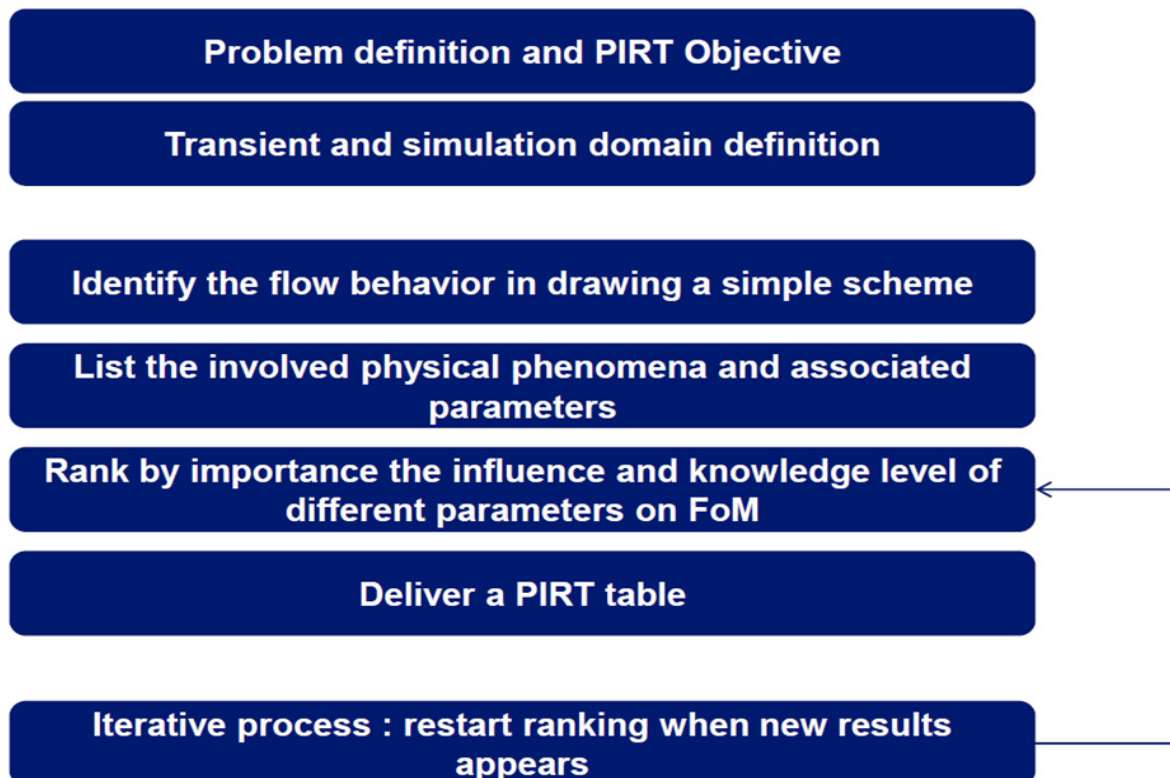 Problem definition and PIRT Objective
Transient and simulation domain definition
Identify the flow behavior in drawing a simple scheme
List the involved physical phenomena and associated
parameters
Rank by importance the influence and knowledge level of
different parameters on FoM
Deliver a PIRT table
Iterative process : restart ranking when new results
appears